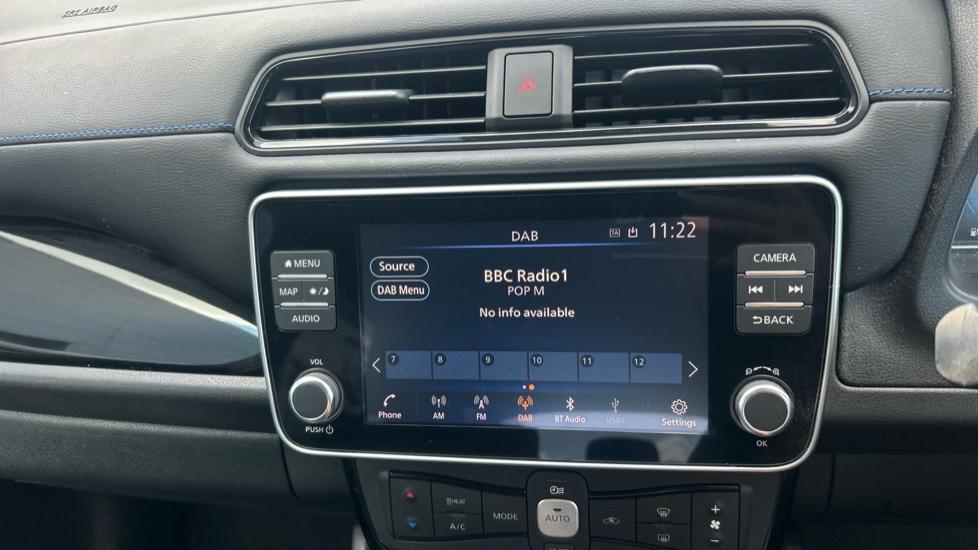 SRS AIRBAG
DAB
TA
11:22
MENU
MAP
AUDIO
Source
DAB Menu
BBC Radio1
POP M
No info available
CAMERA
BACK
7 8 9 10 11 12
VOL
PUSH
Phone AM FM DAB BT Audio USB1 Settings
OK
HEAT
A/C
MODE
AUTO
+
−